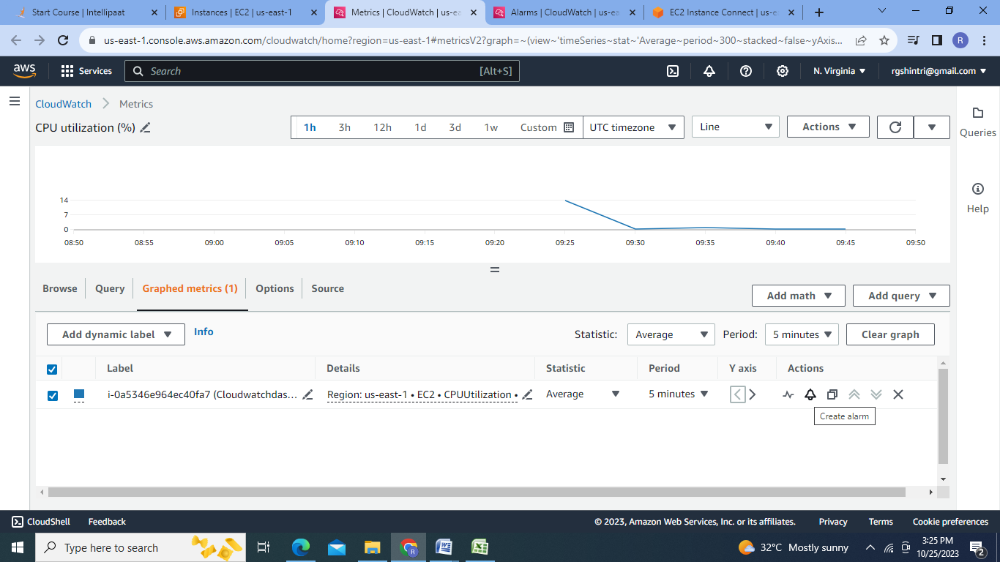 Start Course | Intellipaat
Instances | EC2 | us-east-1
Metrics | CloudWatch | us-ea
Alarms | CloudWatch | us-ea
EC2 Instance Connect | us-e
us-east-1.console.aws.amazon.com/cloudwatch/home?region=us-east-1#metricsV2?graph=~(view~'timeSeries~stat~'Average~period~300~stacked~false~yAxis...
R
aws
Services
Search
[Alt+S]
N. Virginia
rgshintri@gmail.com
CloudWatch
Metrics
CPU utilization (%)
1h
3h
12h
1d
3d
1w
Custom
UTC timezone
Line
Actions
Queries
Help
14
7
0
08:50
08:55
09:00
09:05
09:10
09:15
09:20
09:25
09:30
09:35
09:40
09:45
09:50
Browse
Query
Graphed metrics (1)
Options
Source
Add math
Add query
Add dynamic label
Info
Statistic:
Average
Period:
5 minutes
Clear graph
Label
Details
Statistic
Period
Y axis
Actions
i-0a5346e964ec40fa7 (Cloudwatchdas...
Region: us-east-1 • EC2 • CPUUtilization •
Average
5 minutes
Create alarm
CloudShell
Feedback
© 2023, Amazon Web Services, Inc. or its affiliates.
Privacy
Terms
Cookie preferences
Type here to search
32°C Mostly sunny
3:25 PM
10/25/2023
2